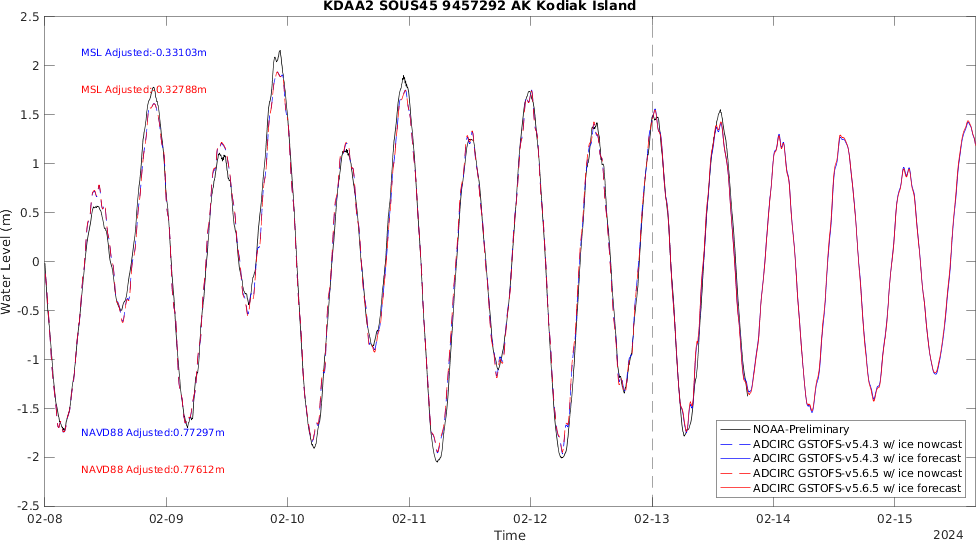 KDAA2 SOUS45 9457292 AK Kodiak Island
2.5
2
1.5
1
0.5
0
-0.5
-1
-1.5
-2
-2.5
Water Level (m)
MSL Adjusted:-0.33103m
MSL Adjusted:-0.32788m
NAVD88 Adjusted:0.77297m
NAVD88 Adjusted:0.77612m
NOAA-Preliminary
ADCIRC GSTOFS-v5.4.3 w/ ice nowcast
ADCIRC GSTOFS-v5.4.3 w/ ice forecast
ADCIRC GSTOFS-v5.6.5 w/ ice nowcast
ADCIRC GSTOFS-v5.6.5 w/ ice forecast
02-08 02-09 02-10 02-11 02-12 02-13 02-14 02-15
Time
2024